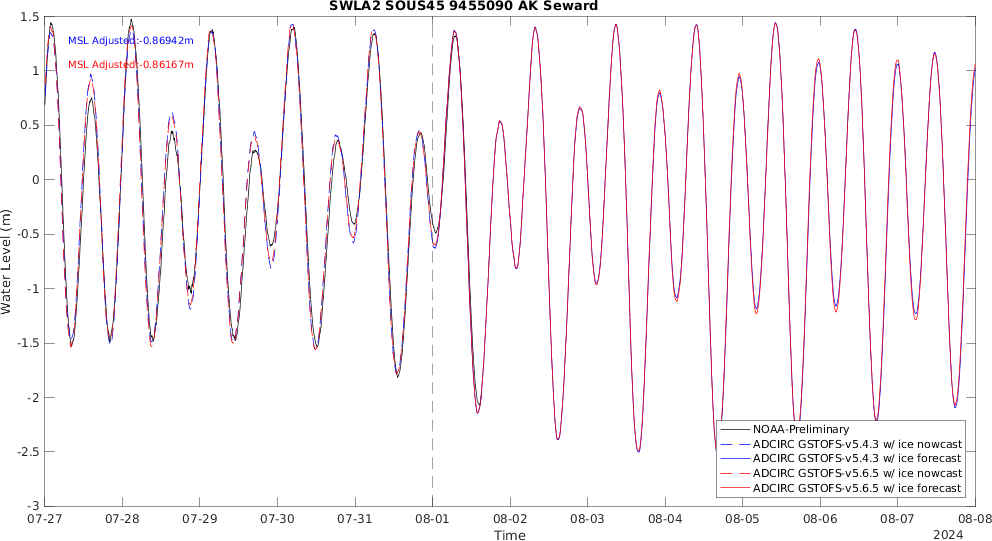 SWLA2 SOUS45 9455090 AK Seward
MSL Adjusted:-0.86942m
MSL Adjusted:-0.86167m
Water Level (m)
1.5
1
0.5
0
-0.5
-1
-1.5
-2
-2.5
-3
NOAA-Preliminary
ADCIRC GSTOFS-v5.4.3 w/ ice nowcast
ADCIRC GSTOFS-v5.4.3 w/ ice forecast
ADCIRC GSTOFS-v5.6.5 w/ ice nowcast
ADCIRC GSTOFS-v5.6.5 w/ ice forecast
07-27 07-28 07-29 07-30 07-31 08-01 08-02 08-03 08-04 08-05 08-06 08-07 08-08
Time
2024